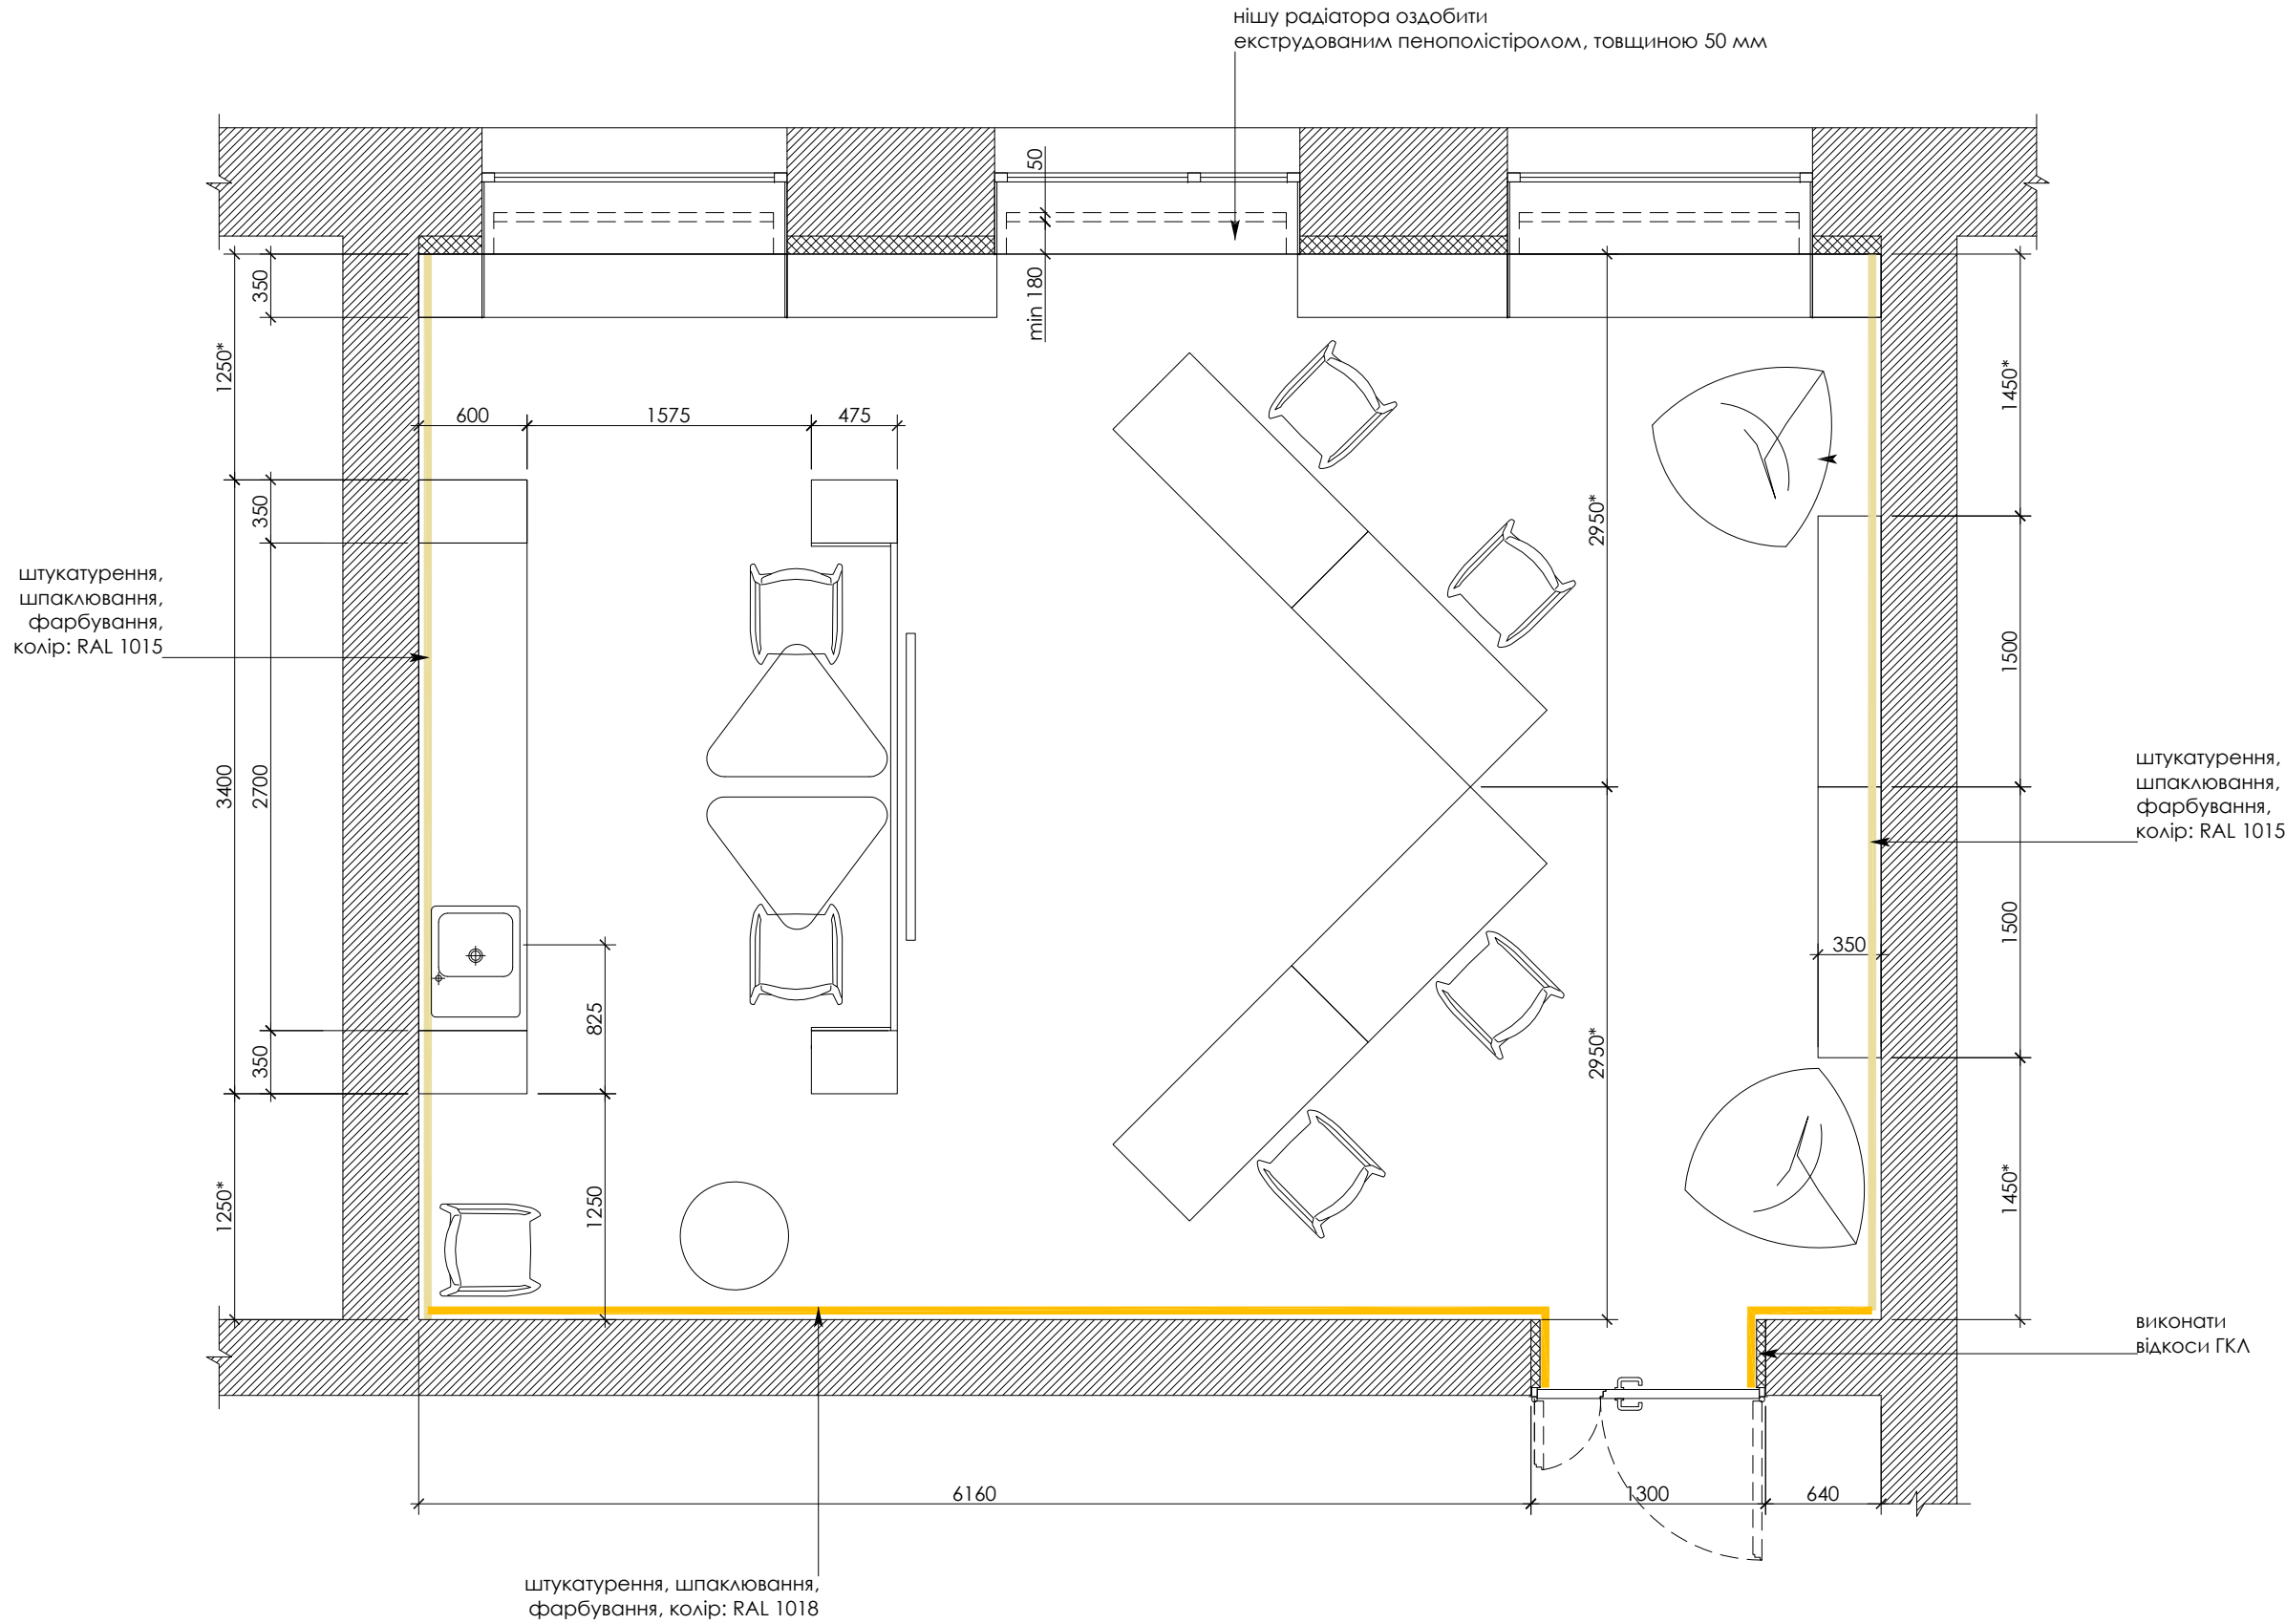 нішу радіатора оздобити
екструдованим пенополістіролом, товщиною 50 мм
50
min 180
350
1250*
600
1575
475
1450*
350
2950*
штукатурення,
шпаклювання,
фарбування,
колір: RAL 1015
1500
3400
2700
штукатурення,
шпаклювання,
фарбування,
колір: RAL 1015
1500
350
825
350
2950*
1250*
1250
1450*
виконати
відкоси ГКЛ
6160
1300
640
штукатурення, шпаклювання,
фарбування, колір: RAL 1018